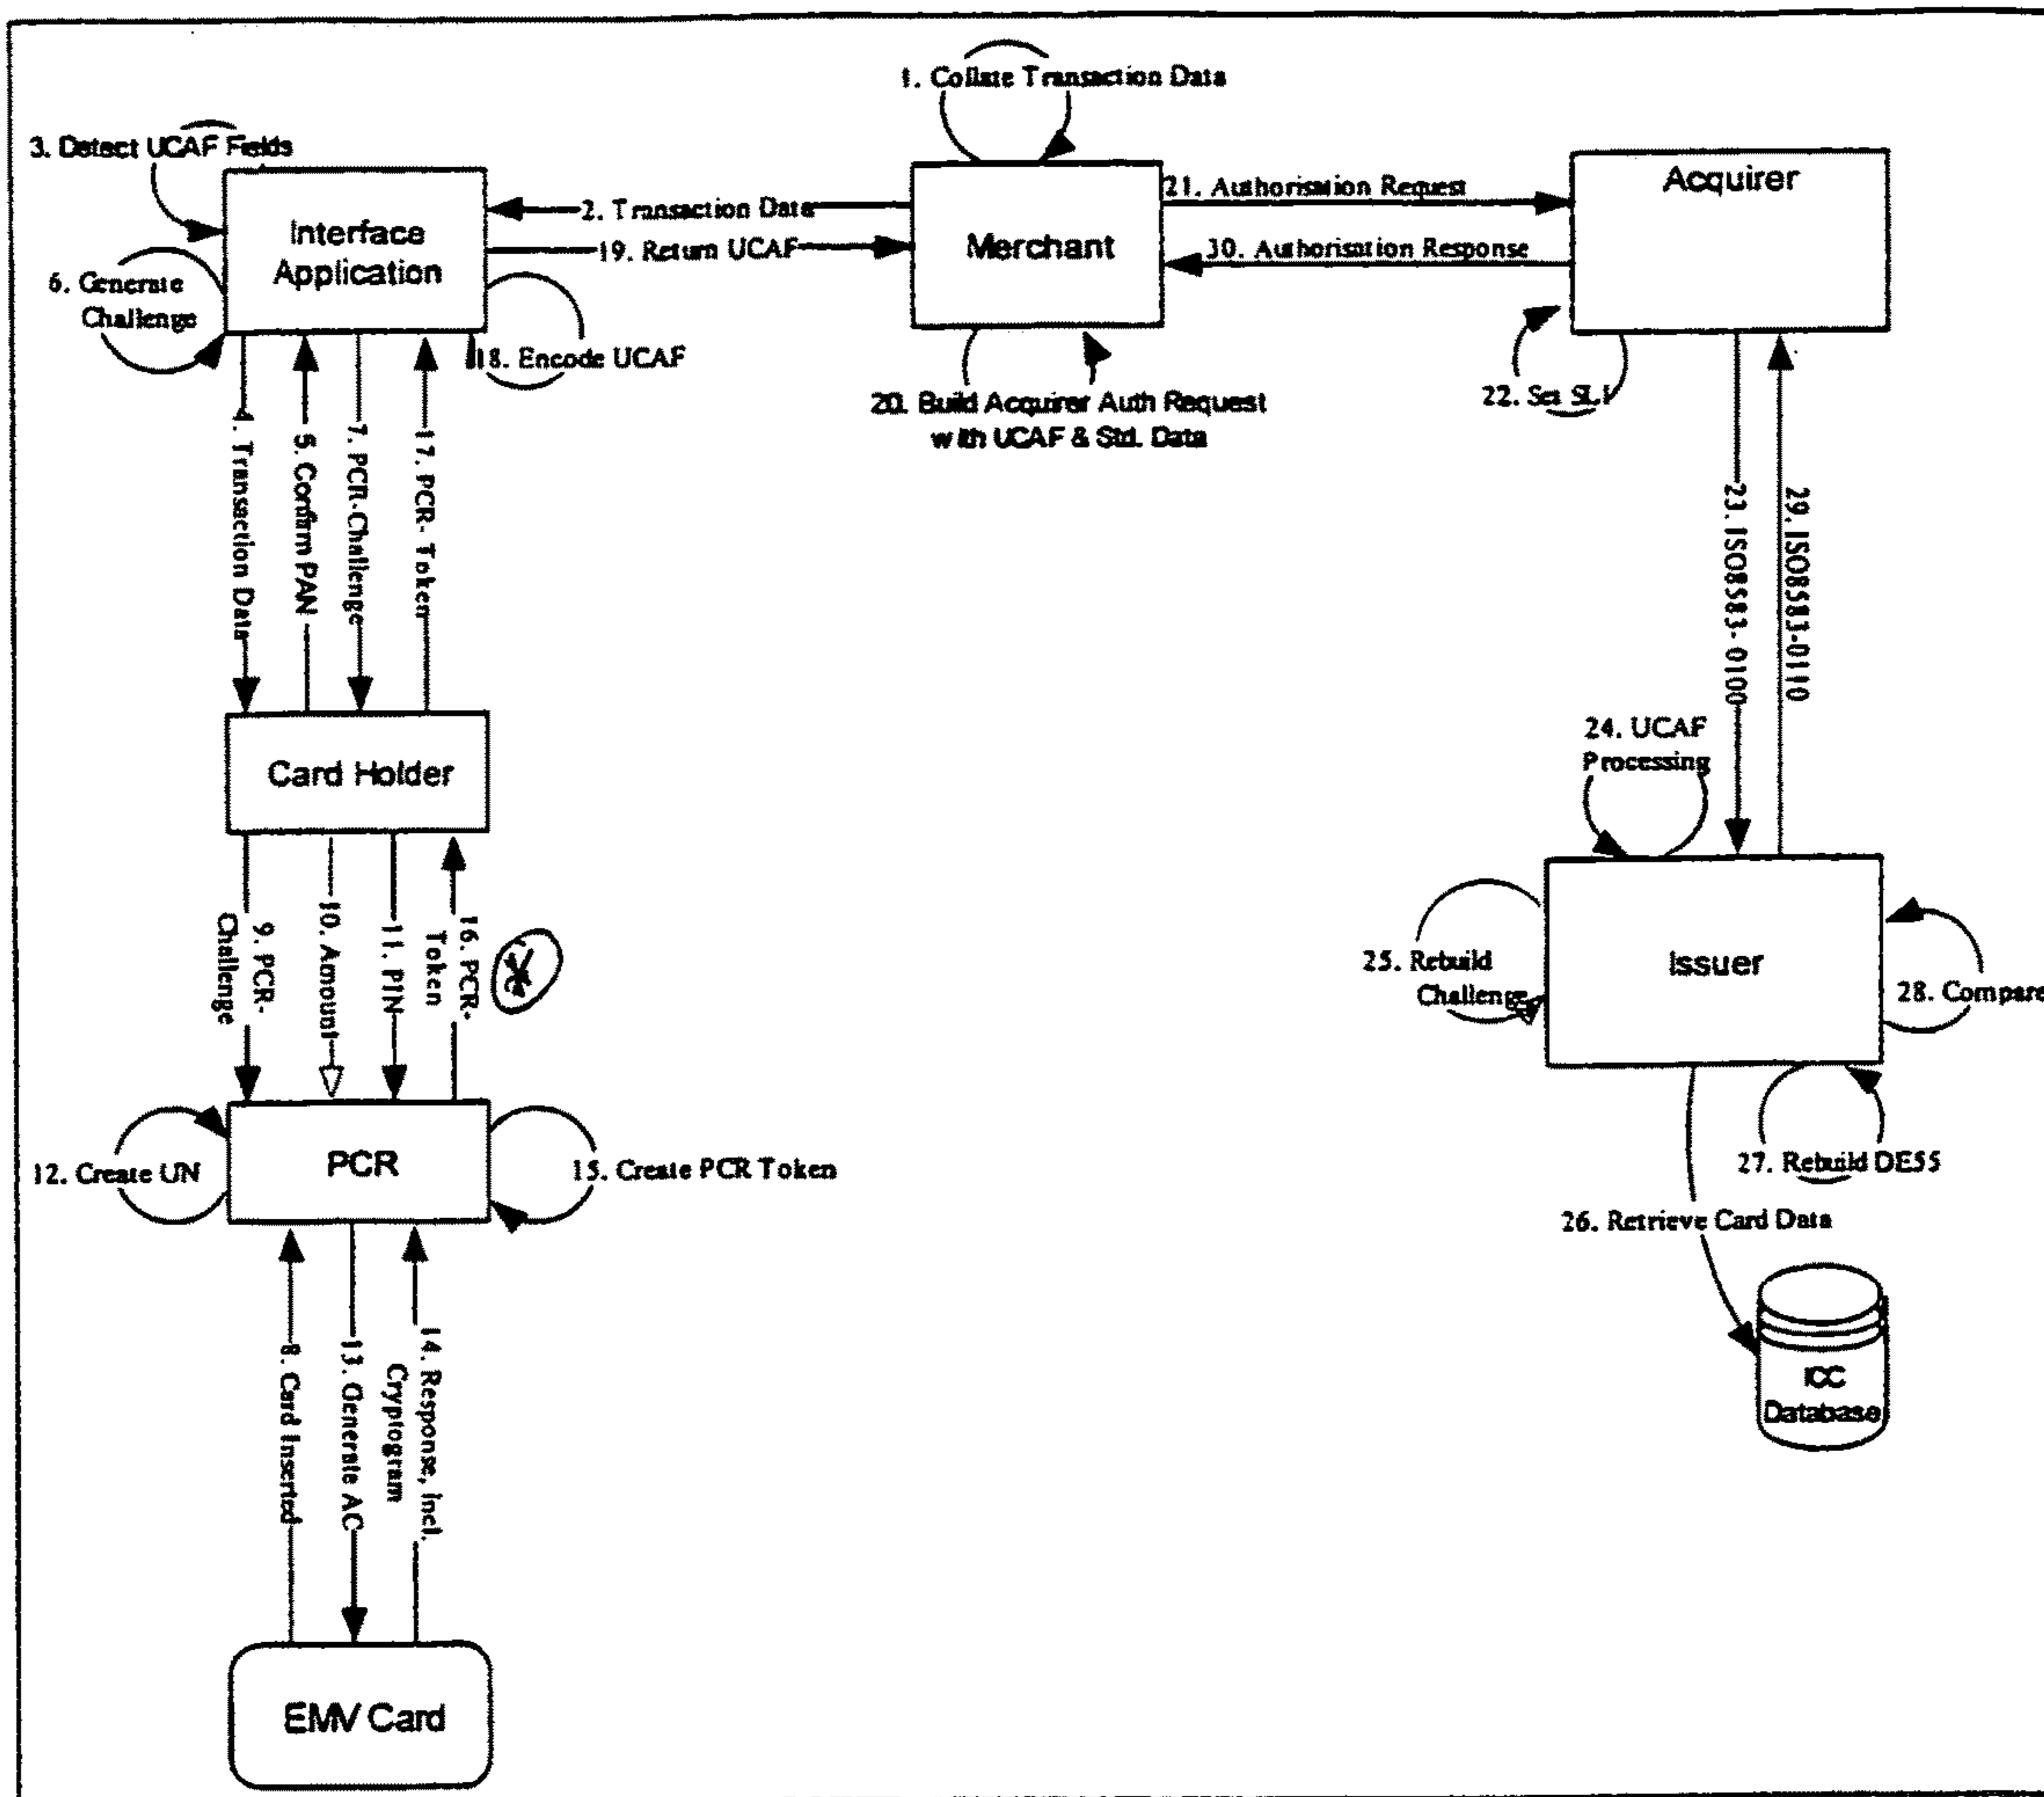 1. Collate Transaction Data
3. Detect UCAF Fields
Interface
Application
2. Transaction Data
19. Return UCAF
Merchant
21. Authorisation Request
30. Authorisation Response
Acquirer
6. Generate
Challenge
18. Encode UCAF
20. Build Acquirer Auth Request
with UCAF & Std. Data
22. Set SLI
4. Transaction Data
5. Confirm PAN
7. PCR-Challenge
17. PCR- Token
23. ISO8583- 0100
29. ISO8583-0110
Card Holder
24. UCAF
Processing
9. PCR-
Challenge
10. Amount
11. PIN
16. PCR-
Token
25. Rebuild
Challenge
Issuer
28. Compare
12. Create UN
PCR
15. Create PCR Token
27. Rebuild DE55
26. Retrieve Card Data
8. Card Inserted
13. Generate AC
14. Response, Incl.
Cryptogram
ICC
Database
EMV Card